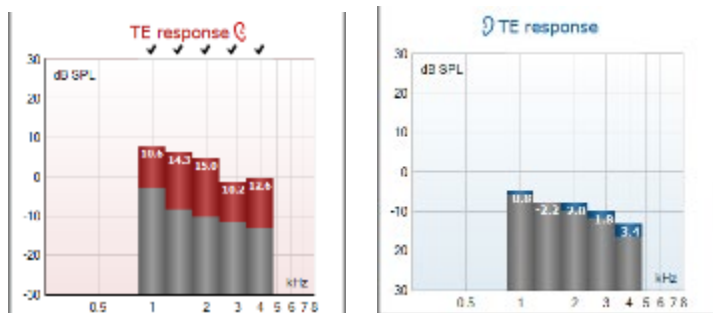 TE response
✔ ✔ ✔ ✔ ✔
30
dB SPL
20
10
0
-10
-20
-30
10.6 14.3 15.0 10.2 12.6
kHz
0.5 1 2 3 4 5 6 7 8
TE response
30
dB SPL
20
10
0
-10
20
30
0.8 -2.2 2.0 -1.8 3.4
kHz
0.5 1 2 3 4 5 6 7 8